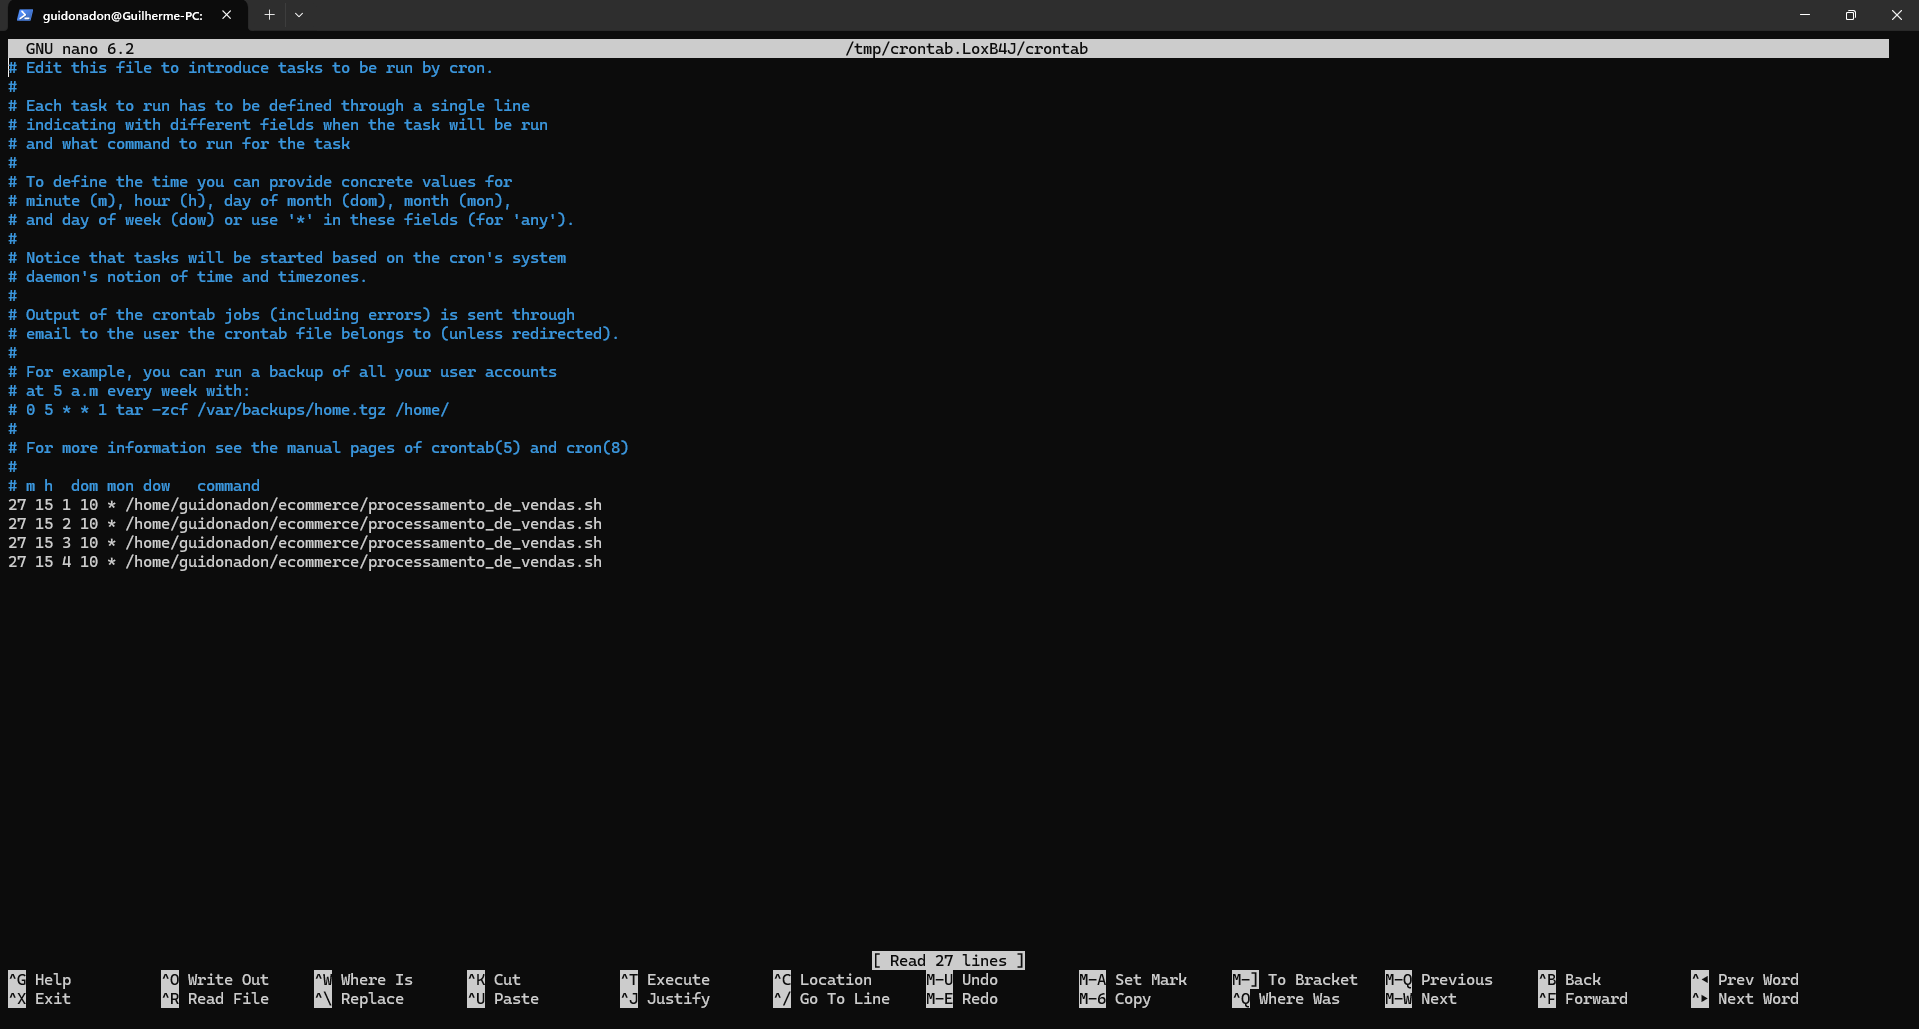 guidonadon@Guilherme-PC:
GNU nano 6.2 /tmp/crontab.LoxB4J/crontab
# Edit this file to introduce tasks to be run by cron.
#
# Each task to run has to be defined through a single line
# indicating with different fields when the task will be run
# and what command to run for the task
#
# To define the time you can provide concrete values for
# minute (m), hour (h), day of month (dom), month (mon),
# and day of week (dow) or use '*' in these fields (for 'any').
#
# Notice that tasks will be started based on the cron's system
# daemon's notion of time and timezones.
#
# Output of the crontab jobs (including errors) is sent through
# email to the user the crontab file belongs to (unless redirected).
#
# For example, you can run a backup of all your user accounts
# at 5 a.m every week with:
# 0 5 * * 1 tar -zcf /var/backups/home.tgz /home/
#
# For more information see the manual pages of crontab(5) and cron(8)
#
# m h  dom mon dow   command
27 15 1 10 * /home/guidonadon/ecommerce/processamento_de_vendas.sh
27 15 2 10 * /home/guidonadon/ecommerce/processamento_de_vendas.sh
27 15 3 10 * /home/guidonadon/ecommerce/processamento_de_vendas.sh
27 15 4 10 * /home/guidonadon/ecommerce/processamento_de_vendas.sh
[ Read 27 lines ]
^G Help ^O Write Out ^W Where Is ^K Cut ^T Execute ^C Location M-U Undo M-A Set Mark M-] To Bracket M-Q Previous ^B Back ^◂ Prev Word
^X Exit ^R Read File ^\ Replace ^U Paste ^J Justify ^/ Go To Line M-E Redo M-6 Copy ^Q Where Was M-W Next ^F Forward ^▸ Next Word